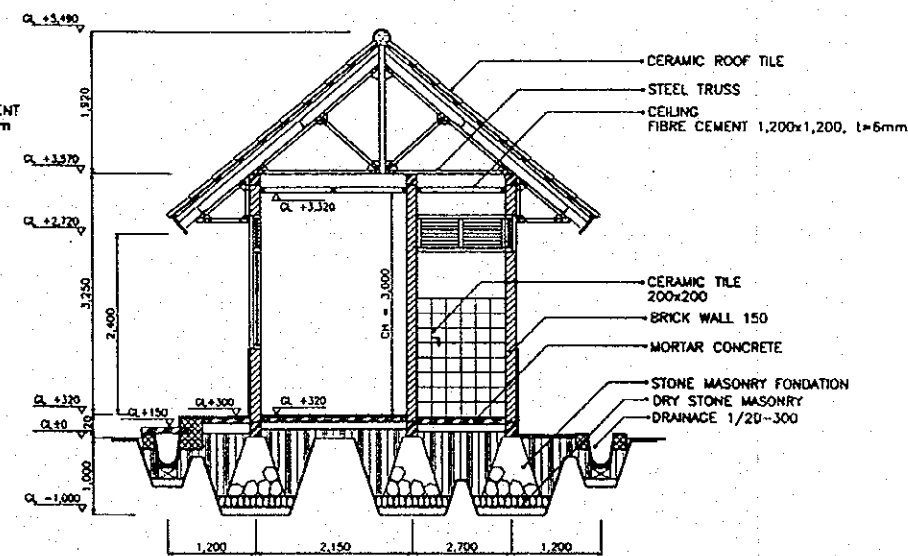 GL +5,490
1,920
ENT
m
GL +3,570
GL +2,720
3,250
2,400
GL +3,320
CH = 3,000
CERAMIC ROOF TILE
STEEL TRUSS
CEILING
FIBRE CEMENT 1,200x1,200, t=6mm
CERAMIC TILE
200x200
BRICK WALL 150
MORTAR CONCRETE
STONE MASONRY FONDATION
DRY STONE MASONRY
DRAINAGE 1/20~300
GL +320
GL+150
GL+300
GL +320
GL±0
GL -1,000
1,000
1,200
2,150
2,700
1,200